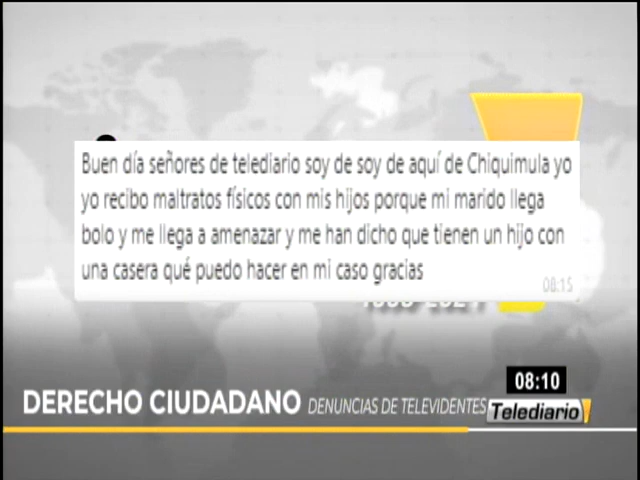 Buen día señores de telediario soy de soy de aquí de Chiquimula yo
yo recibo maltratos físicos con mis hijos porque mi marido llega
bolo y me llega a amenazar y me han dicho que tienen un hijo con
una casera qué puedo hacer en mi caso gracias
08:15
08:10
DERECHO CIUDADANO DENUNCIAS DE TELEVIDENTES
Telediario